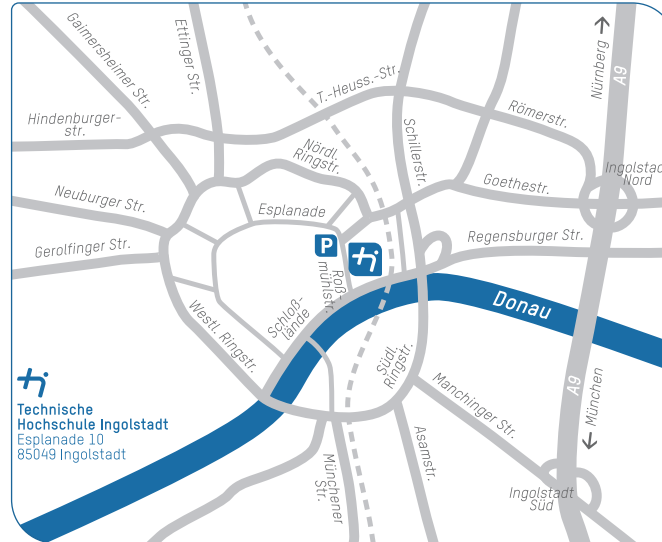 Gaimersheimer Str.
Ettinger Str.
T.-Heuss.-Str.
Nürnberg
A9
Hindenburger-
str.
Nördl.
Ringstr.
Schillerstr.
Römerstr.
Ingolstadt
Nord
Neuburger Str.
Esplanade
Goethestr.
Gerolfinger Str.
P
Regensburger Str.
Roß-
mühlstr.
Schloß-
lände
Donau
Westl. Ringstr.
Südl.
Ringstr.
Manchinger Str.
A9
München
Technische
Hochschule Ingolstadt
Esplanade 10
85049 Ingolstadt
Münchener
Str.
Asamstr.
Ingolstadt
Süd